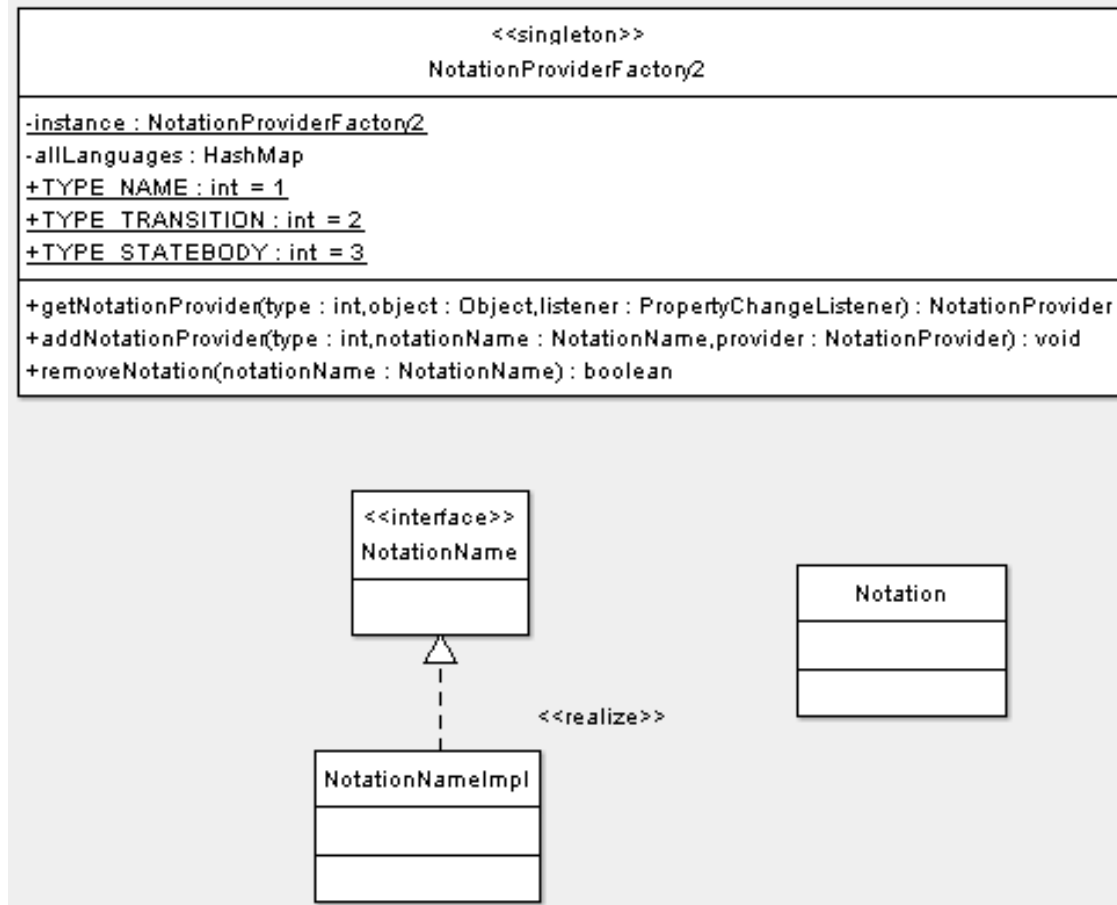 <<singleton>>
NotationProviderFactory2
-instance : NotationProviderFactory2
-allLanguages : HashMap
+TYPE_NAME : int = 1
+TYPE_TRANSITION : int = 2
+TYPE_STATEBODY : int = 3
+getNotationProvider(type : int,object : Object,listener : PropertyChangeListener) : NotationProvider
+addNotationProvider(type : int,notationName : NotationName,provider : NotationProvider) : void
+removeNotation(notationName : NotationName) : boolean
<<interface>>
NotationName
Notation
<<realize>>
NotationNameImpl